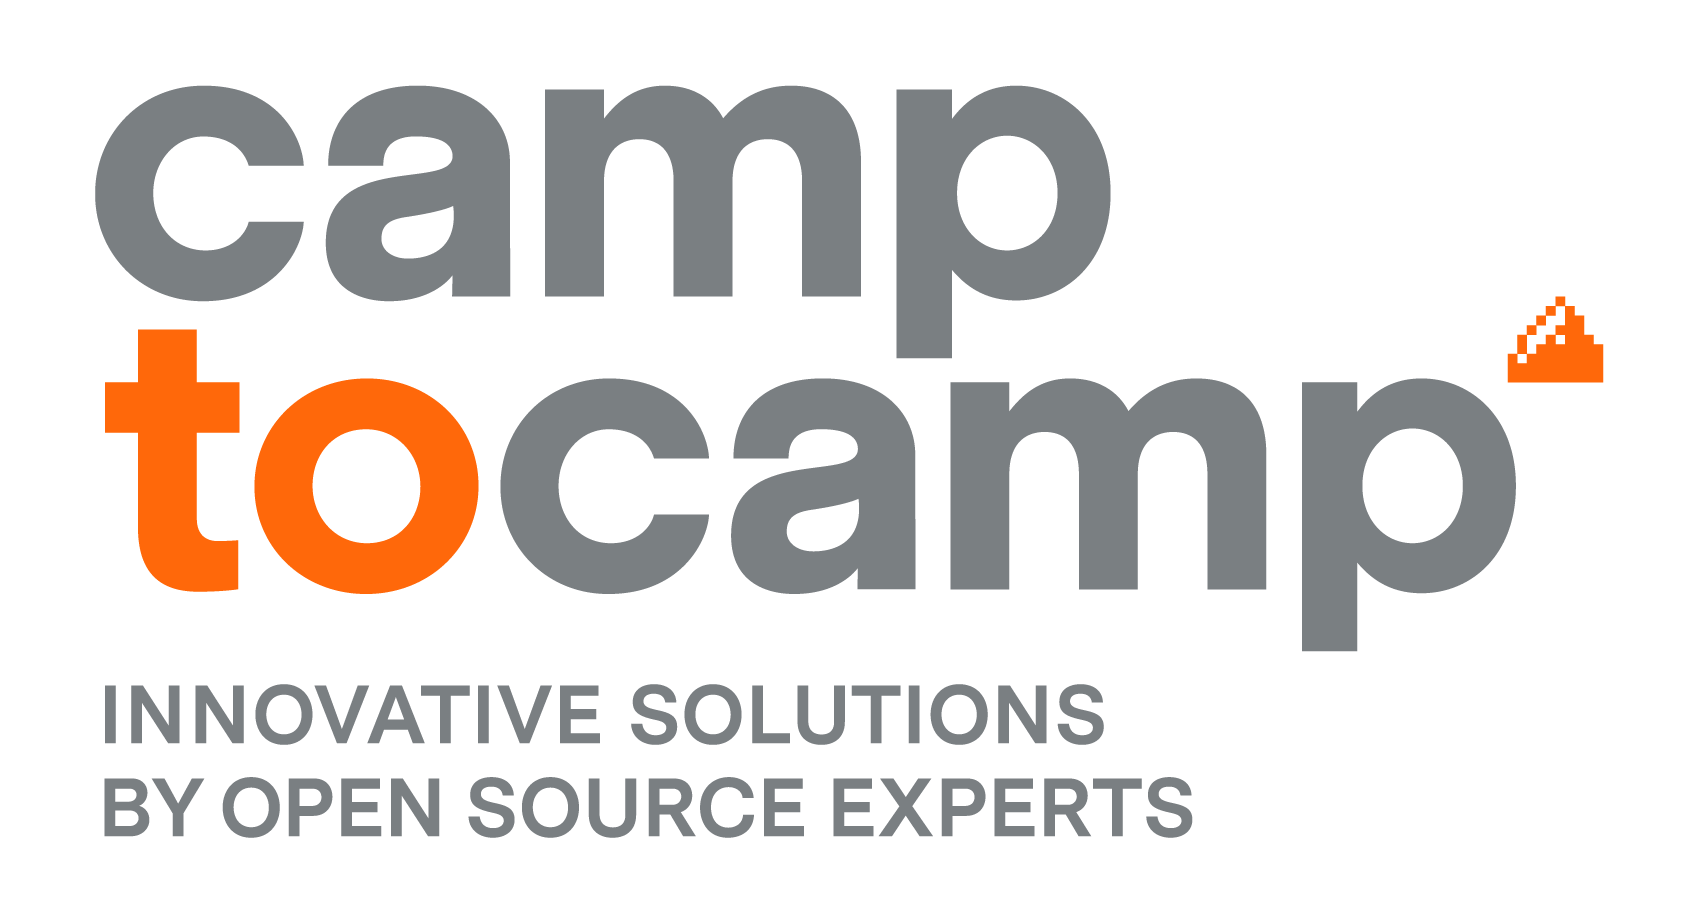 camp
tocamp
INNOVATIVE SOLUTIONS
BY OPEN SOURCE EXPERTS